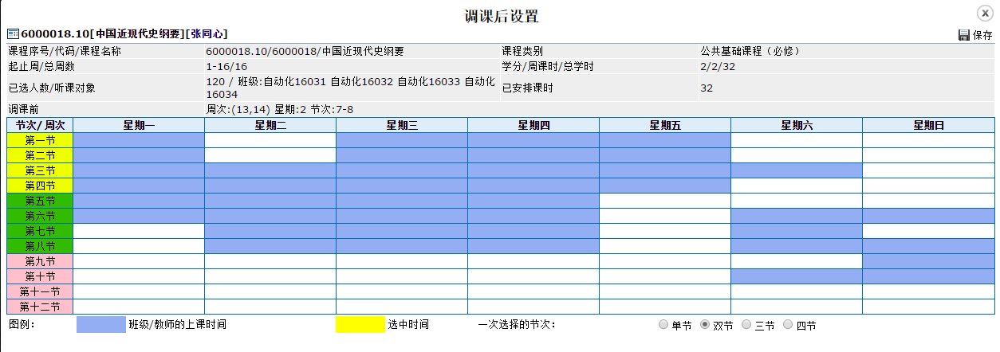 调课后设置
6000018.10[中国近现代史纲要][张同心]
保存
课程序号/代码/课程名称 6000018.10/6000018/中国近现代史纲要 课程类别 公共基础课程（必修）
起止周/总周数 1-16/16 学分/周课时/总学时 2/2/32
已选人数/听课对象 120 / 班级:自动化16031 自动化16032 自动化16033 自动化
16034 已安排课时 32
调课前 周次:(13,14) 星期:2 节次:7-8
节次/周次 星期一 星期二 星期三 星期四 星期五 星期六 星期日
第一节
第二节
第三节
第四节
第五节
第六节
第七节
第八节
第九节
第十节
第十一节
第十二节
图例： 班级/教师的上课时间 选中时间 一次选择的节次： 单节 双节 三节 四节